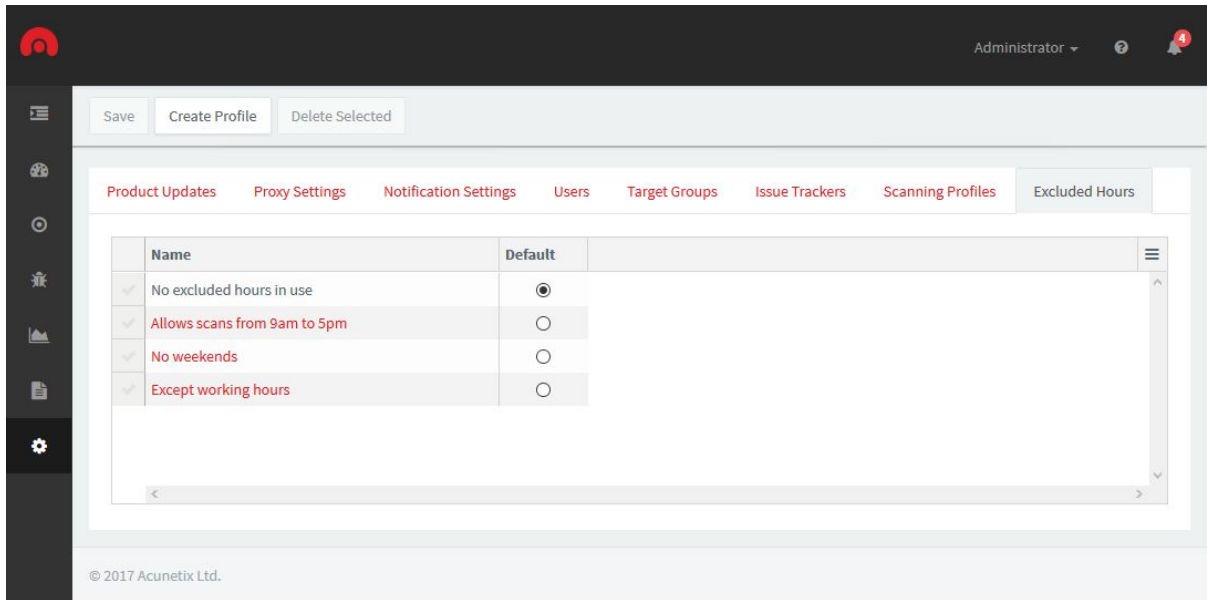 Administrator
4
Save Create Profile Delete Selected
Product Updates Proxy Settings Notification Settings Users Target Groups Issue Trackers Scanning Profiles Excluded Hours
Name Default
No excluded hours in use
Allows scans from 9am to 5pm
No weekends
Except working hours
© 2017 Acunetix Ltd.